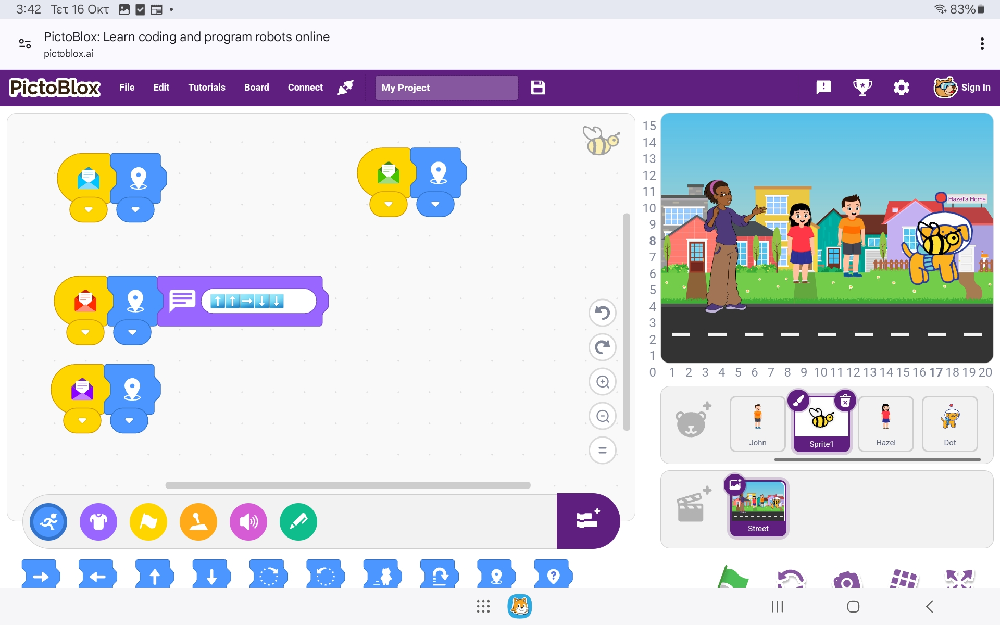 3:42 Τετ 16 Οκτ
83%
PictoBlox: Learn coding and program robots online
pictoblox.ai
PictoBlox File Edit Tutorials Board Connect My Project Sign In
⬆️⬆️➡️⬇️⬇️
Hazel's Home
15
14
13
12
11
10
9
8
7
6
5
4
3
2
1
0 1 2 3 4 5 6 7 8 9 10 11 12 13 14 15 16 17 18 19 20
John Sprite1 Hazel Dot
Street